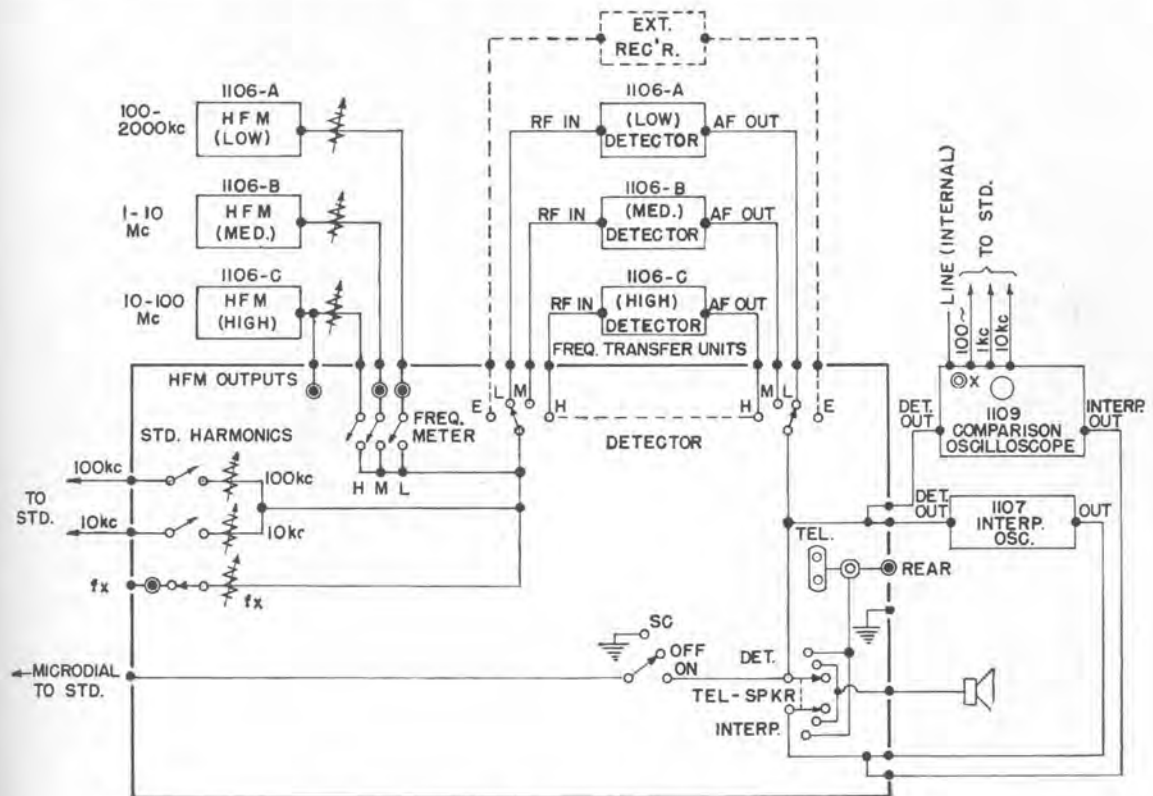 EXT.
REC'R.
1106-A
HFM
(LOW)
100-
2000kc
1106-A
(LOW)
DETECTOR
RF IN
AF OUT
1106-B
HFM
(MED.)
1-10
Mc
1106-B
(MED.)
DETECTOR
RF IN
AF OUT
1106-C
HFM
(HIGH)
10-100
Mc
1106-C
(HIGH)
DETECTOR
RF IN
AF OUT
FREQ. TRANSFER UNITS
LINE (INTERNAL)
100~
1kc
10kc
TO STD.
X
1109
COMPARISON
OSCILLOSCOPE
DET.
OUT
INTERP.
OUT
HFM OUTPUTS
FREQ.
METER
H M L
E
L
M
H
DETECTOR
H
M
L
E
STD. HARMONICS
100kc
100kc
TO
STD.
10kc
10kc
fx
fx
DET.
OUT
1107
INTERP.
OSC.
OUT
TEL.
REAR
SC
OFF
ON
MICRODIAL
TO STD.
DET.
TEL-SPKR
INTERP.